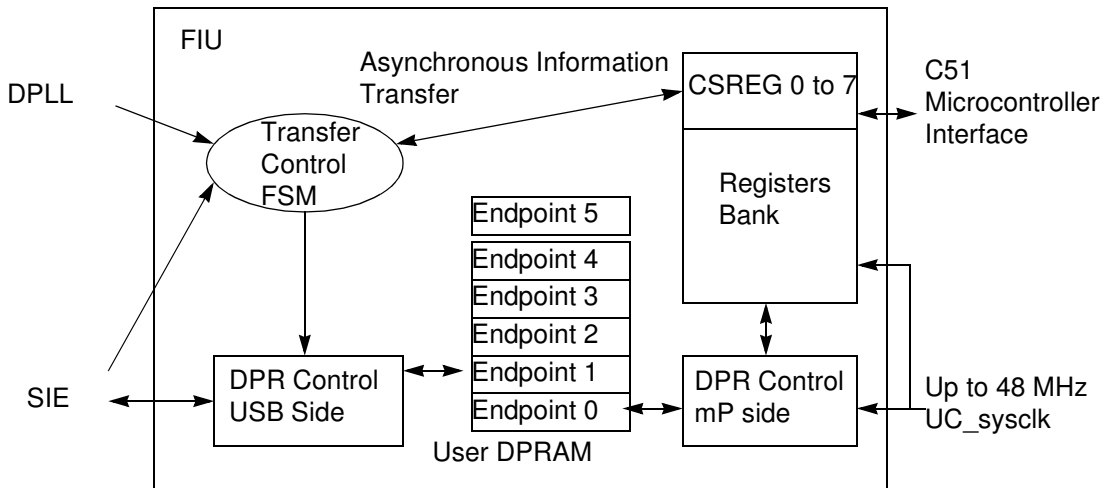 FIU
DPLL
Asynchronous Information
Transfer
CSREG 0 to 7
C51
Microcontroller
Interface
Transfer
Control
FSM
Registers
Bank
Endpoint 5
Endpoint 4
Endpoint 3
Endpoint 2
Endpoint 1
Endpoint 0
User DPRAM
SIE
DPR Control
USB Side
DPR Control
mP side
Up to 48 MHz
UC_sysclk